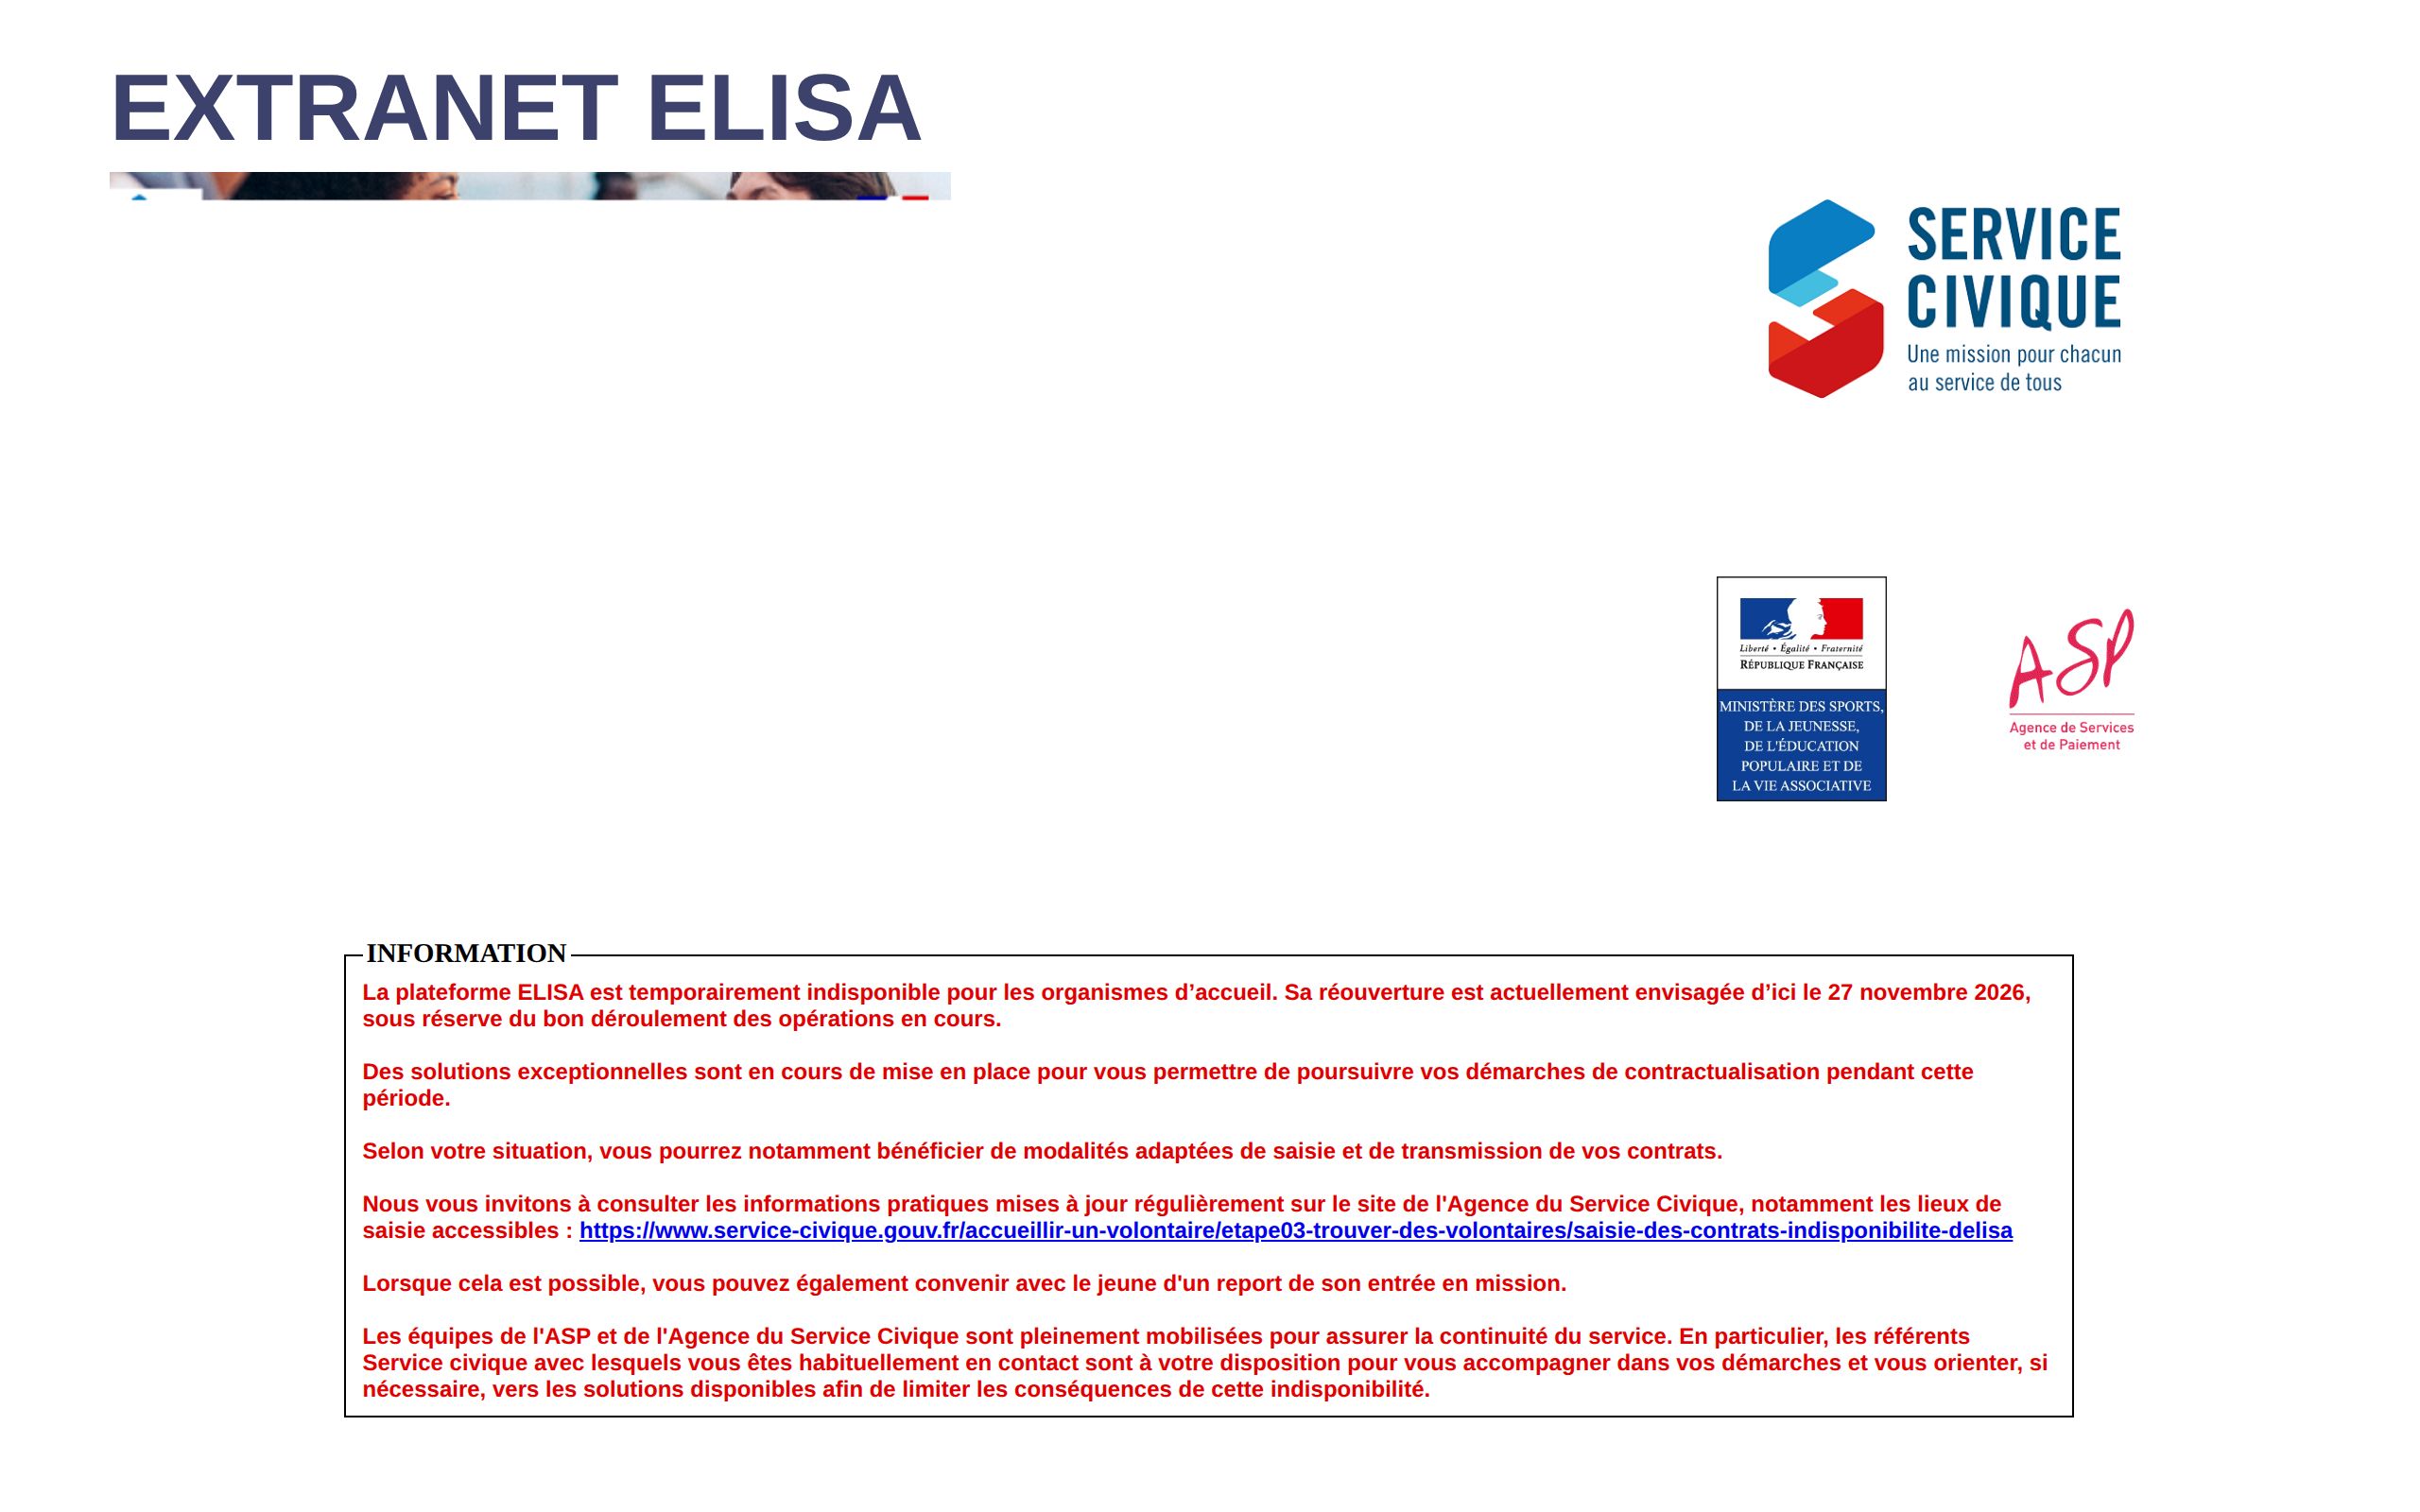 EXTRANET ELISA
SERVICE
CIVIQUE
Une mission pour chacun
au service de tous
Liberté • Égalité • Fraternité
RÉPUBLIQUE FRANÇAISE
MINISTÈRE DES SPORTS,
DE LA JEUNESSE,
DE L'ÉDUCATION
POPULAIRE ET DE
LA VIE ASSOCIATIVE
ASP
Agence de Services
et de Paiement
INFORMATION
La plateforme ELISA est temporairement indisponible pour les organismes d’accueil. Sa réouverture est actuellement envisagée d’ici le 27 novembre 2026,
sous réserve du bon déroulement des opérations en cours.
Des solutions exceptionnelles sont en cours de mise en place pour vous permettre de poursuivre vos démarches de contractualisation pendant cette
période.
Selon votre situation, vous pourrez notamment bénéficier de modalités adaptées de saisie et de transmission de vos contrats.
Nous vous invitons à consulter les informations pratiques mises à jour régulièrement sur le site de l'Agence du Service Civique, notamment les lieux de
saisie accessibles : https://www.service-civique.gouv.fr/accueillir-un-volontaire/etape03-trouver-des-volontaires/saisie-des-contrats-indisponibilite-delisa
Lorsque cela est possible, vous pouvez également convenir avec le jeune d'un report de son entrée en mission.
Les équipes de l'ASP et de l'Agence du Service Civique sont pleinement mobilisées pour assurer la continuité du service. En particulier, les référents
Service civique avec lesquels vous êtes habituellement en contact sont à votre disposition pour vous accompagner dans vos démarches et vous orienter, si
nécessaire, vers les solutions disponibles afin de limiter les conséquences de cette indisponibilité.